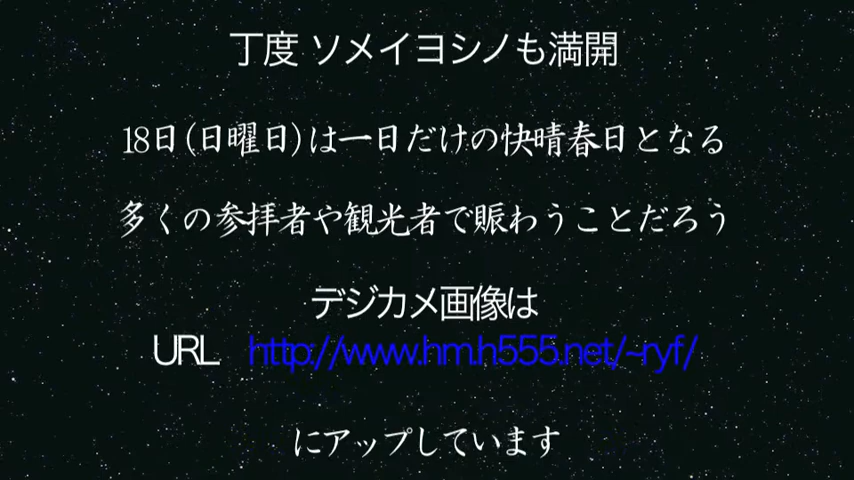 丁度 ソメイヨシノも満開
18日(日曜日)は一日だけの快晴春日となる
多くの参拝者や観光者で賑わうことだろう
デジカメ画像は
URL http://www.hm.h555.net/~ryf/
にアップしています